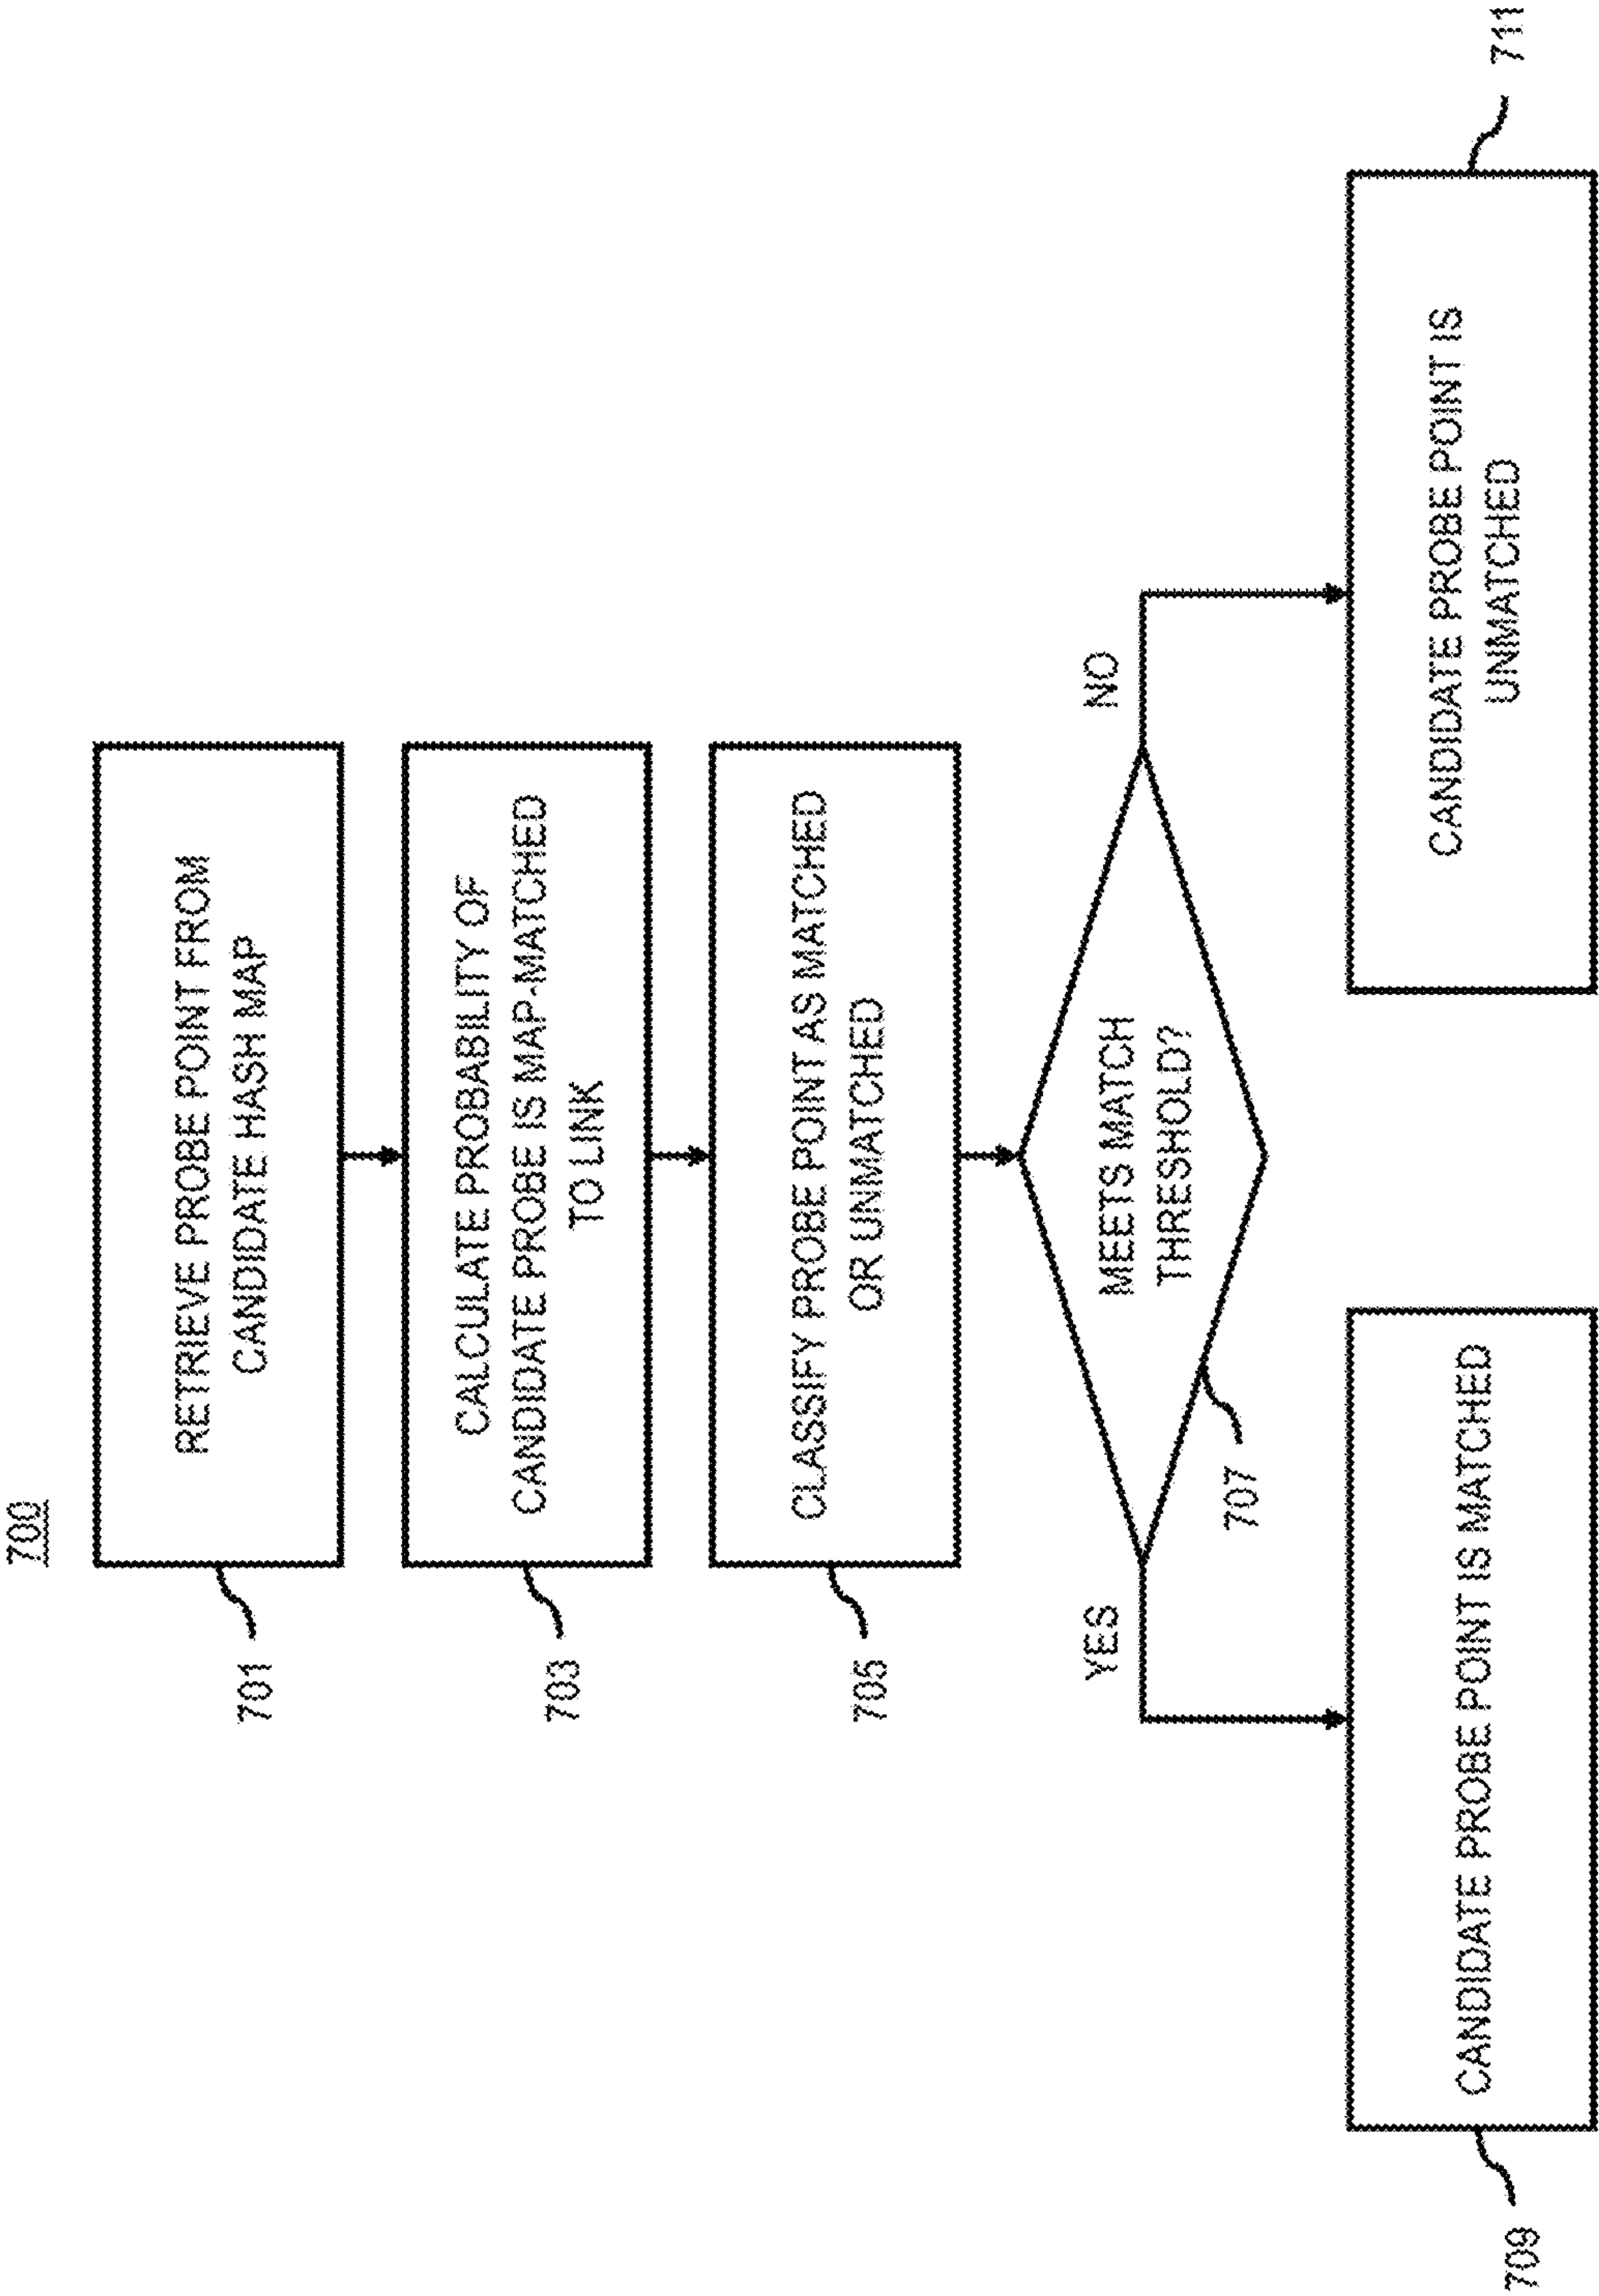 700
RETRIEVE PROBE POINT FROM
CANDIDATE HASH MAP
701
CALCULATE PROBABILITY OF
CANDIDATE PROBE IS MAP-MATCHED
TO LINK
703
CLASSIFY PROBE POINT AS MATCHED
OR UNMATCHED
705
YES
NO
MEETS MATCH
THRESHOLD?
707
CANDIDATE PROBE POINT IS MATCHED
709
CANDIDATE PROBE POINT IS
UNMATCHED
711